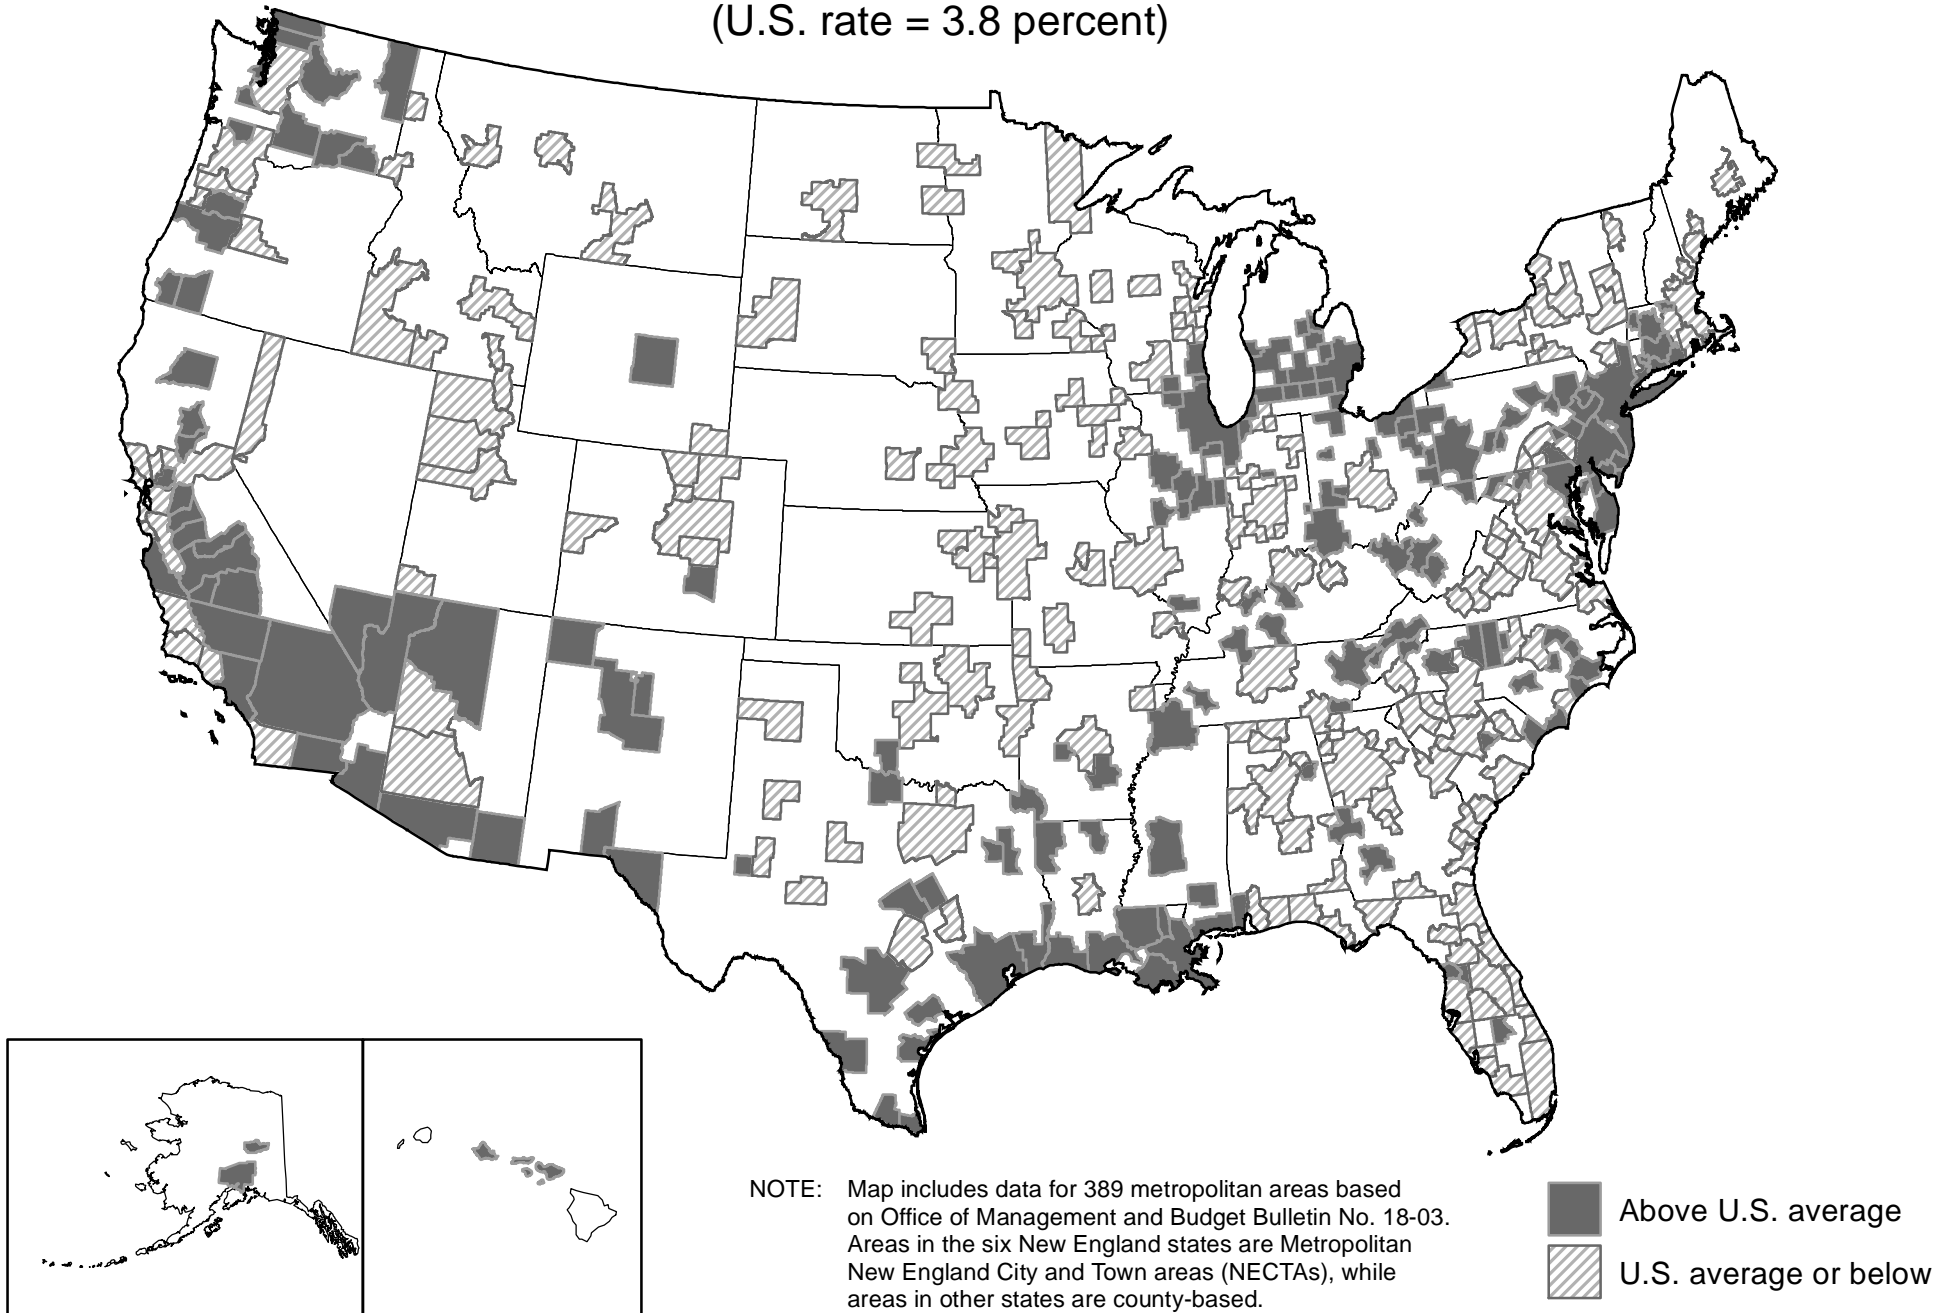 (U.S. rate = 3.8 percent)
NOTE: Map includes data for 389 metropolitan areas based
on Office of Management and Budget Bulletin No. 18-03.
Areas in the six New England states are Metropolitan
New England City and Town areas (NECTAs), while
areas in other states are county-based.
Above U.S. average
U.S. average or below